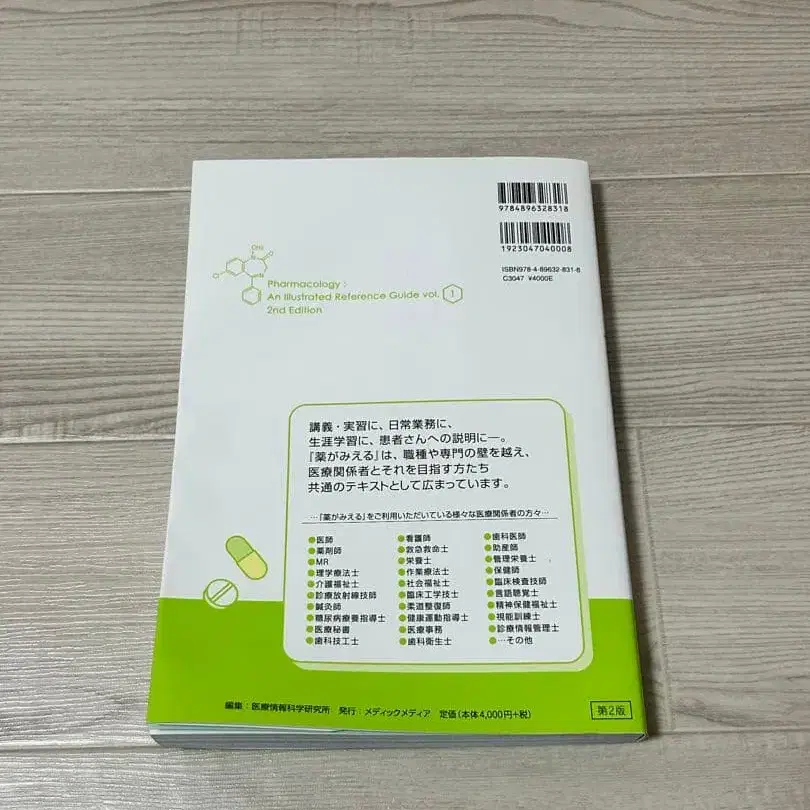 9784896328318
1923047040008
ISBN978-4-89632-831-8
C3047 ¥4000E
CH3
N
O
N
Cl
Pharmacology :
An Illustrated Reference Guide vol. 1
2nd Edition
講義・実習に、日常業務に、
生涯学習に、患者さんへの説明に―。
『薬がみえる』は、職種や専門の壁を越え、
医療関係者とそれを目指す方たち
共通のテキストとして広まっています。
…『薬がみえる』をご利用いただいている様々な医療関係者の方々…
●医師 ●看護師 ●歯科医師
●薬剤師 ●救急救命士 ●助産師
●MR ●栄養士 ●管理栄養士
●理学療法士 ●作業療法士 ●保健師
●介護福祉士 ●社会福祉士 ●臨床検査技師
●診療放射線技師 ●臨床工学技士 ●言語聴覚士
●鍼灸師 ●柔道整復師 ●精神保健福祉士
●糖尿病療養指導士 ●健康運動指導士 ●視能訓練士
●医療秘書 ●医療事務 ●診療情報管理士
●歯科技工士 ●歯科衛生士 ●…その他
編集：医療情報科学研究所 発行：メディックメディア 定価（本体4,000円+税）
第2版